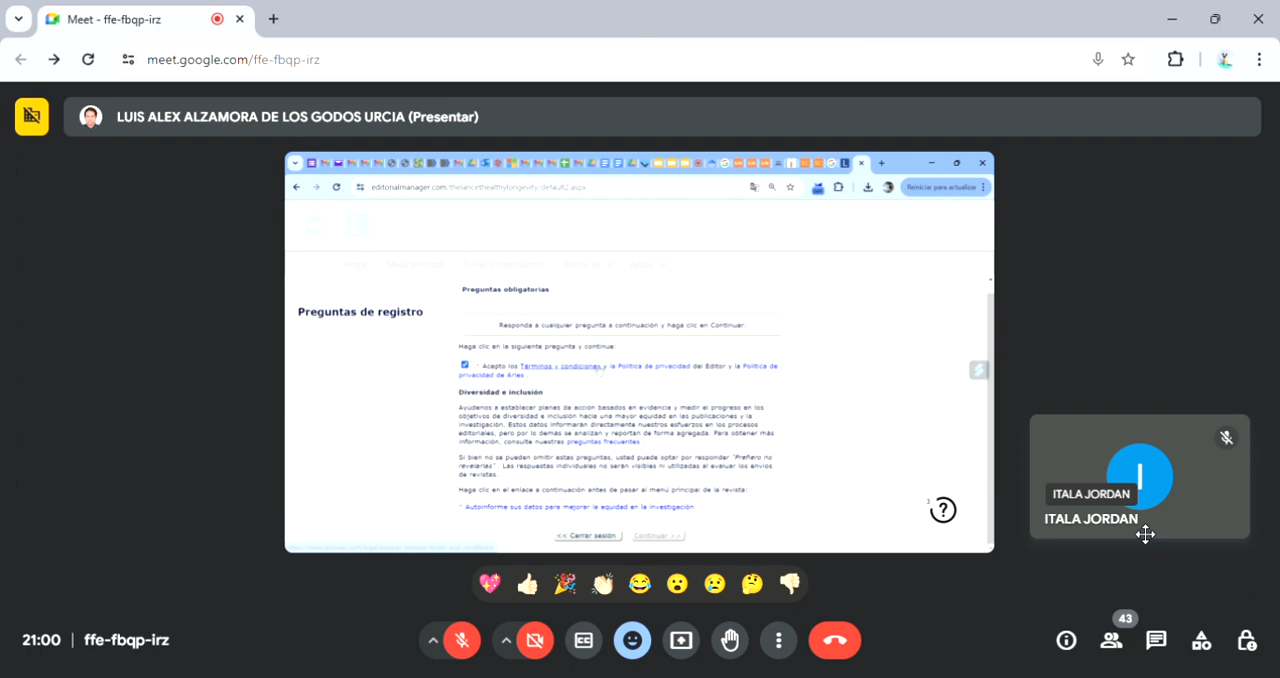 Meet - ffe-fbqp-irz
meet.google.com/ffe-fbqp-irz
LUIS ALEX ALZAMORA DE LOS GODOS URCIA (Presentar)
editorialmanager.com/thelancethealthylongevity/default2.aspx
Reiniciar para actualizar
Preguntas obligatorias
Preguntas de registro
Responda a cualquier pregunta a continuación y haga clic en Continuar:
Haga clic en la siguiente pregunta y continue:
* Acepto los Términos y condiciones y la Política de privacidad del Editor y la Política de
privacidad de Aries .
Diversidad e inclusión
Ayúdenos a establecer planes de acción basados en evidencia y medir el progreso en los
objetivos de diversidad e inclusión hacia una mayor equidad en las publicaciones y la
investigación. Estos datos informarán directamente nuestros esfuerzos en los procesos
editoriales, pero por lo demás se analizan y reportan de forma agregada. Para obtener más
información, consulte nuestras preguntas frecuentes
Si bien no se pueden omitir estas preguntas, usted puede optar por responder "Prefiero no
revelarlas" . Las respuestas individuales no serán visibles ni utilizadas al evaluar los envíos
de revistas.
Haga clic en el enlace a continuación antes de pasar al menú principal de la revista:
* Autoinforme sus datos para mejorar la equidad en la investigación
<< Cerrar sesión
Continuar >>
I
ITALA JORDAN
ITALA JORDAN
43
21:00 | ffe-fbqp-irz